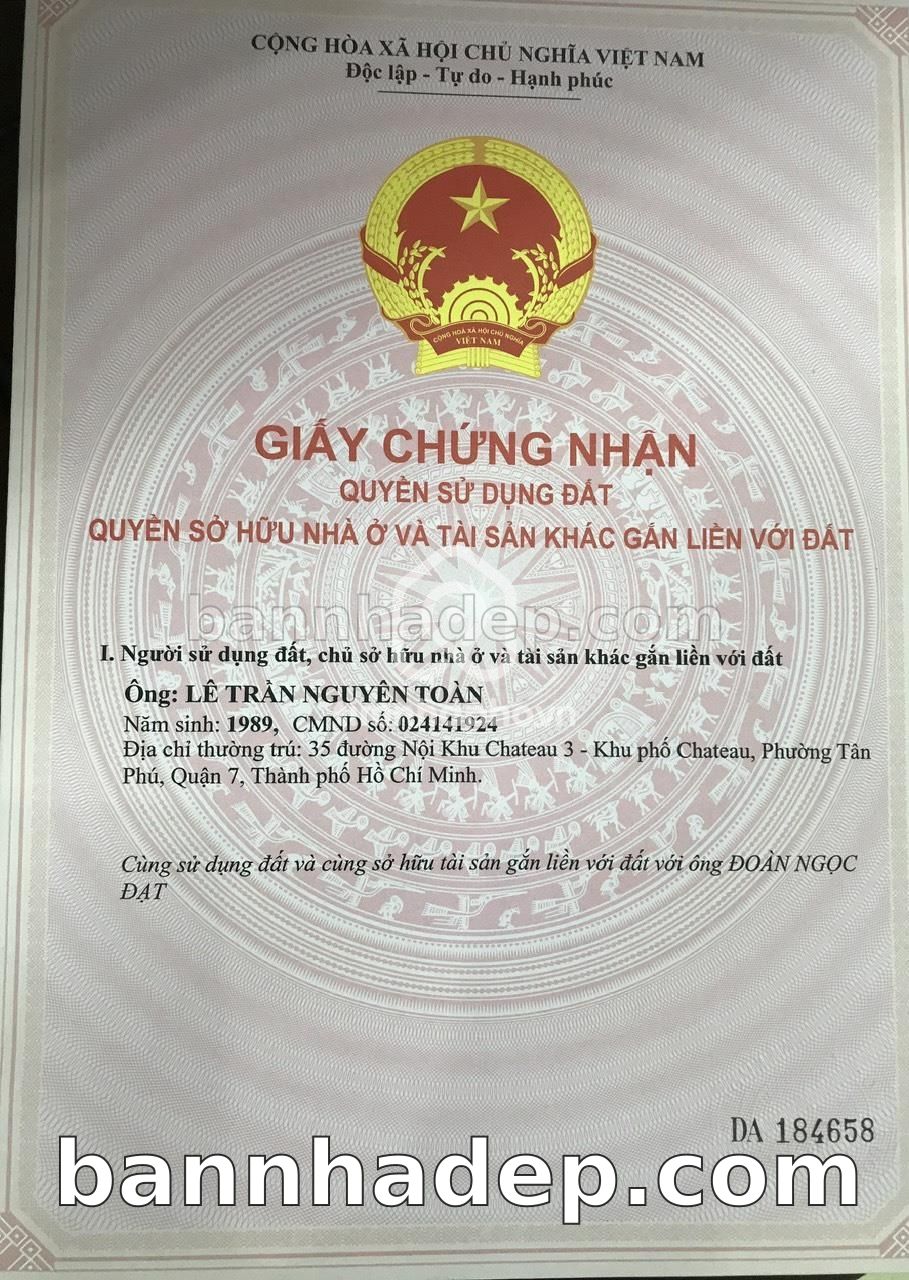 CỘNG HÒA XÃ HỘI CHỦ NGHĨA VIỆT NAM
Độc lập - Tự do - Hạnh phúc
CỘNG HOÀ XÃ HỘI CHỦ NGHĨA
VIỆT NAM
GIẤY CHỨNG NHẬN
QUYỀN SỬ DỤNG ĐẤT
QUYỀN SỞ HỮU NHÀ Ở VÀ TÀI SẢN KHÁC GẮN LIỀN VỚI ĐẤT
bannhadep.com
I. Người sử dụng đất, chủ sở hữu nhà ở và tài sản khác gắn liền với đất
Ông: LÊ TRẦN NGUYÊN TOÀN
Năm sinh: 1989, CMND số: 024141924
Địa chỉ thường trú: 35 đường Nội Khu Chateau 3 - Khu phố Chateau, Phường Tân
Phú, Quận 7, Thành phố Hồ Chí Minh.
Cùng sử dụng đất và cùng sở hữu tài sản gắn liền với đất với ông ĐOÀN NGỌC
ĐẠT
DA 184658
bannhadep.com